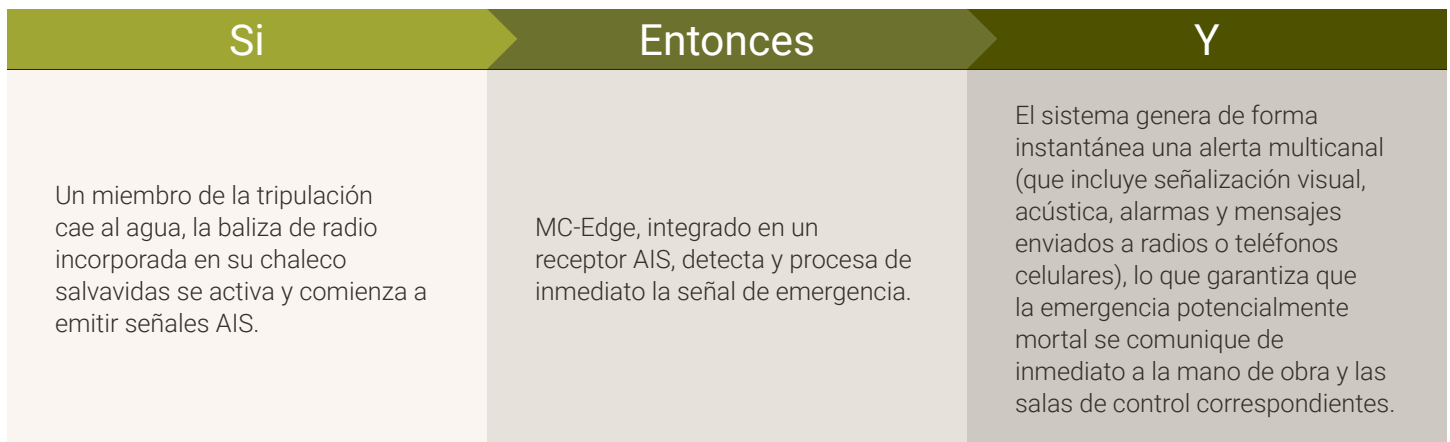 Si
Entonces
Y
Un miembro de la tripulación
cae al agua, la baliza de radio
incorporada en su chaleco
salvavidas se activa y comienza a
emitir señales AIS.
MC-Edge, integrado en un
receptor AIS, detecta y procesa de
inmediato la señal de emergencia.
El sistema genera de forma
instantánea una alerta multicanal
(que incluye señalización visual,
acústica, alarmas y mensajes
enviados a radios o teléfonos
celulares), lo que garantiza que
la emergencia potencialmente
mortal se comunique de
inmediato a la mano de obra y las
salas de control correspondientes.